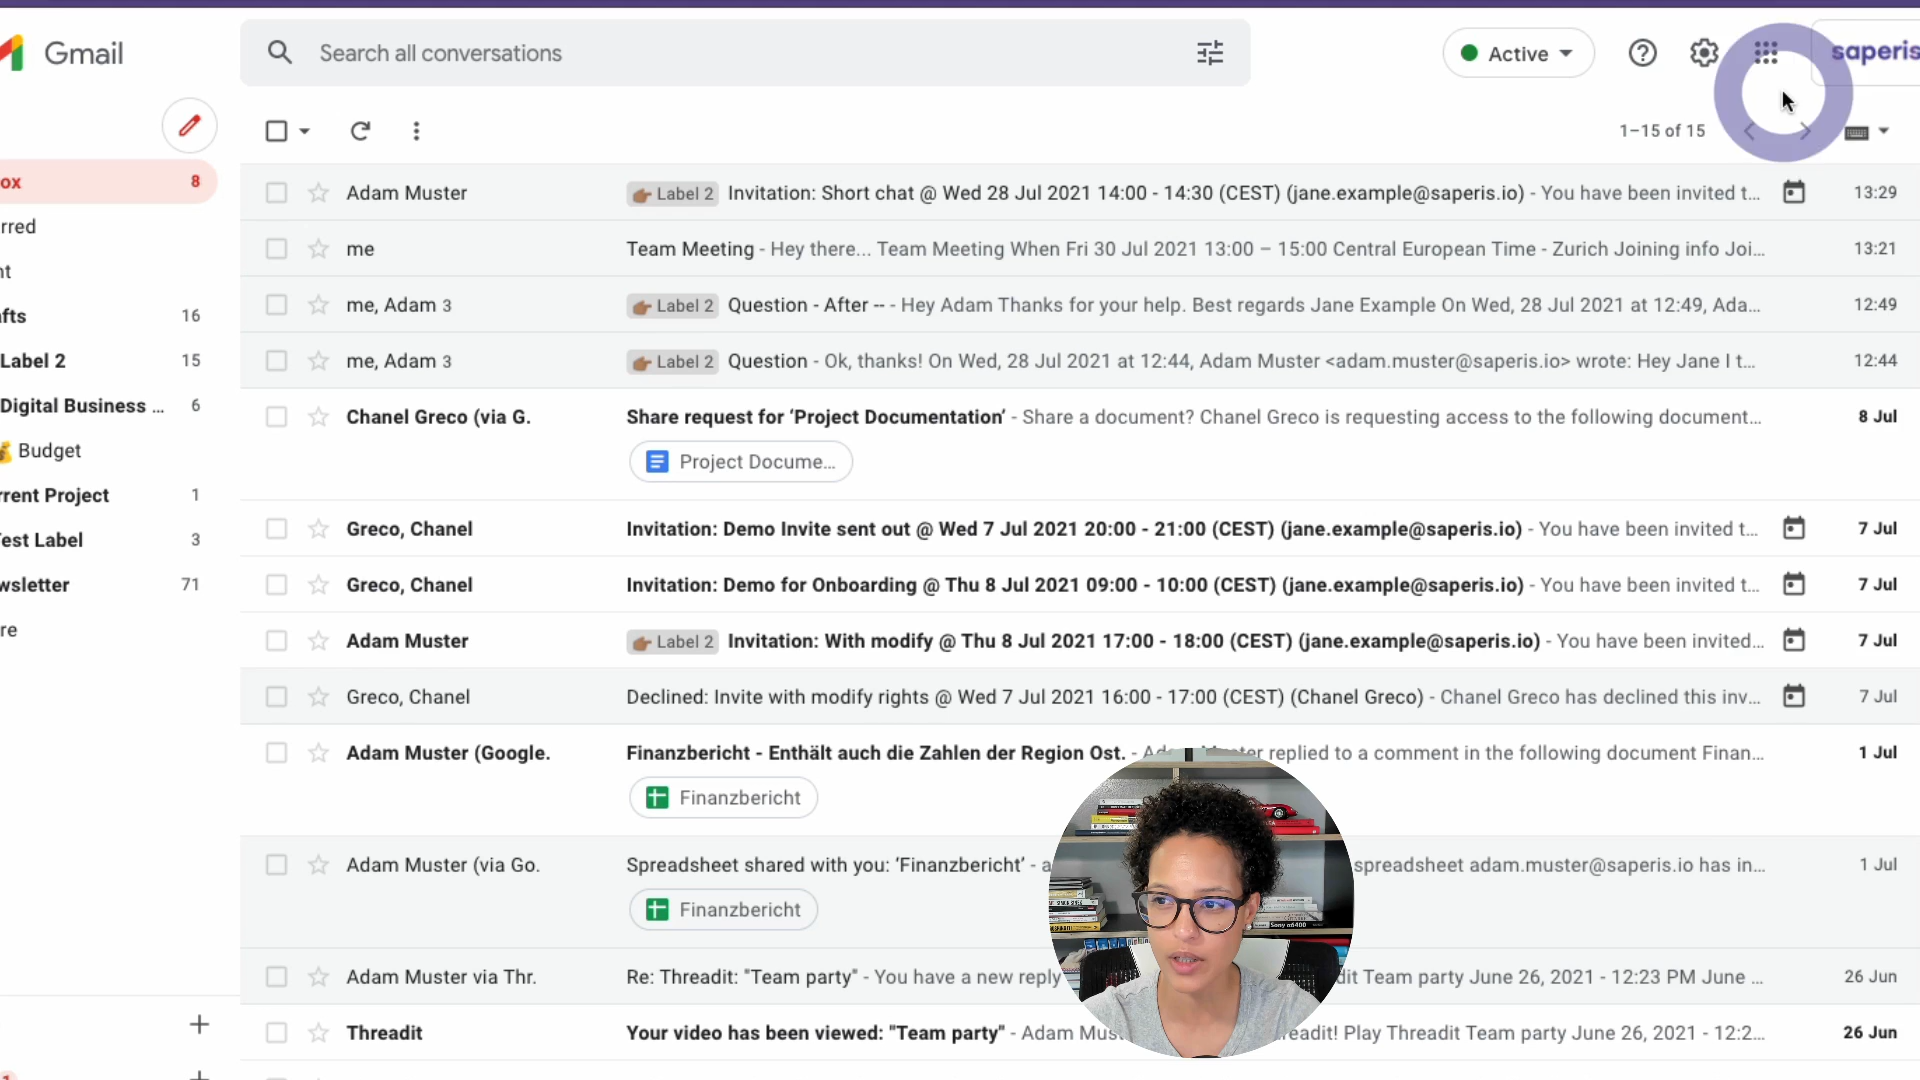 Gmail
Search all conversations
Active
saperis
1–15 of 15
ox 8
rred
nt
fts 16
Label 2 15
Digital Business ... 6
Budget
rrent Project 1
est Label 3
wsletter 71
re
Adam Muster Label 2 Invitation: Short chat @ Wed 28 Jul 2021 14:00 - 14:30 (CEST) (jane.example@saperis.io) - You have been invited t... 13:29
me Team Meeting - Hey there... Team Meeting When Fri 30 Jul 2021 13:00 – 15:00 Central European Time - Zurich Joining info Joi... 13:21
me, Adam 3 Label 2 Question - After -- - Hey Adam Thanks for your help. Best regards Jane Example On Wed, 28 Jul 2021 at 12:49, Ada... 12:49
me, Adam 3 Label 2 Question - Ok, thanks! On Wed, 28 Jul 2021 at 12:44, Adam Muster <adam.muster@saperis.io> wrote: Hey Jane I t... 12:44
Chanel Greco (via G. Share request for ‘Project Documentation’ - Share a document? Chanel Greco is requesting access to the following document... 8 Jul
Project Docume...
Greco, Chanel Invitation: Demo Invite sent out @ Wed 7 Jul 2021 20:00 - 21:00 (CEST) (jane.example@saperis.io) - You have been invited t... 7 Jul
Greco, Chanel Invitation: Demo for Onboarding @ Thu 8 Jul 2021 09:00 - 10:00 (CEST) (jane.example@saperis.io) - You have been invited t... 7 Jul
Adam Muster Label 2 Invitation: With modify @ Thu 8 Jul 2021 17:00 - 18:00 (CEST) (jane.example@saperis.io) - You have been invited... 7 Jul
Greco, Chanel Declined: Invite with modify rights @ Wed 7 Jul 2021 16:00 - 17:00 (CEST) (Chanel Greco) - Chanel Greco has declined this inv... 7 Jul
Adam Muster (Google. Finanzbericht - Enthält auch die Zahlen der Region Ost. - replied to a comment in the following document Finan... 1 Jul
Finanzbericht
Adam Muster (via Go. Spreadsheet shared with you: ‘Finanzbericht’ - a spreadsheet adam.muster@saperis.io has in... 1 Jul
Finanzbericht
Adam Muster via Thr. Re: Threadit: "Team party" - You have a new reply dit Team party June 26, 2021 - 12:23 PM June ... 26 Jun
Threadit Your video has been viewed: "Team party" - Adam Mus eadit! Play Threadit Team party June 26, 2021 - 12:2... 26 Jun
Sony α6400